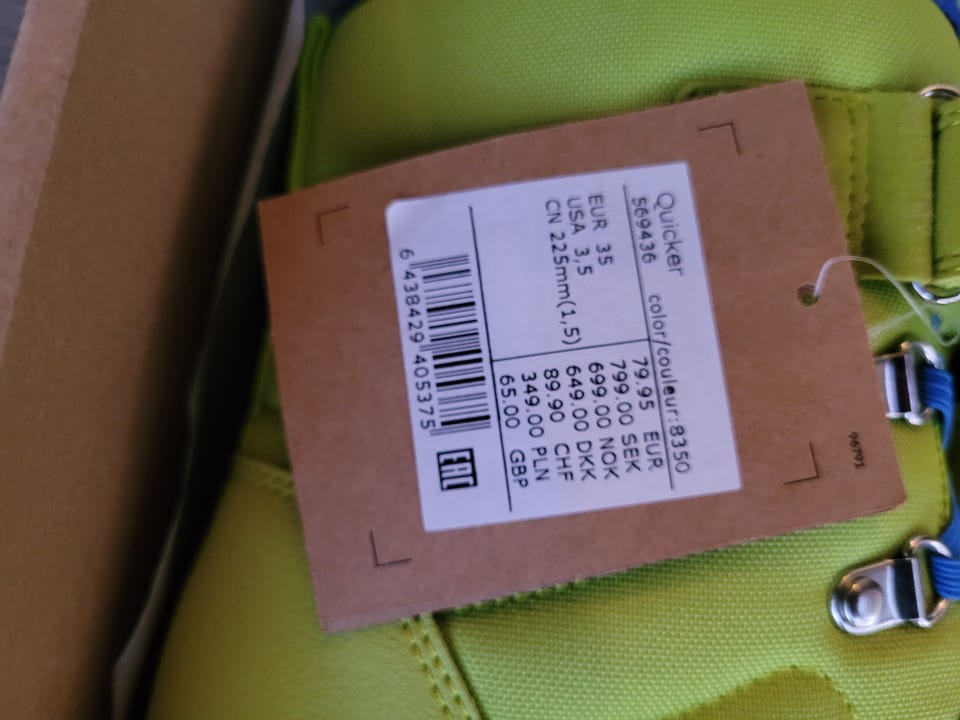 Quicker
569436 color/couleur:8350
EUR 35
USA 3,5
CN 225mm(1,5)
79.95 EUR
799.00 SEK
699.00 NOK
649.00 DKK
89.90 CHF
349.00 PLN
65.00 GBP
6 438429 405375
EAC
96791